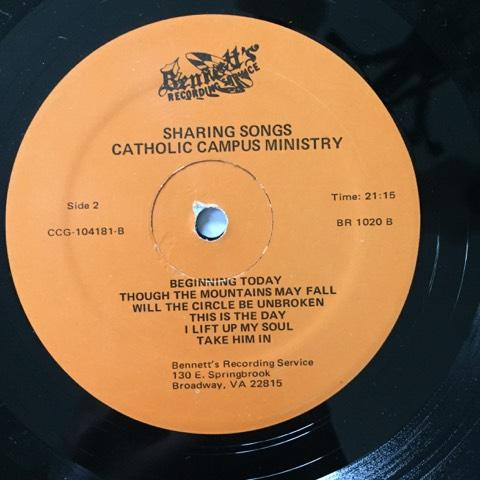 Bennett's
RECORDING SERVICE
SHARING SONGS
CATHOLIC CAMPUS MINISTRY
Side 2
Time: 21:15
CCG-104181-B
BR 1020 B
BEGINNING TODAY
THOUGH THE MOUNTAINS MAY FALL
WILL THE CIRCLE BE UNBROKEN
THIS IS THE DAY
I LIFT UP MY SOUL
TAKE HIM IN
Bennett's Recording Service
130 E. Springbrook
Broadway, VA 22815